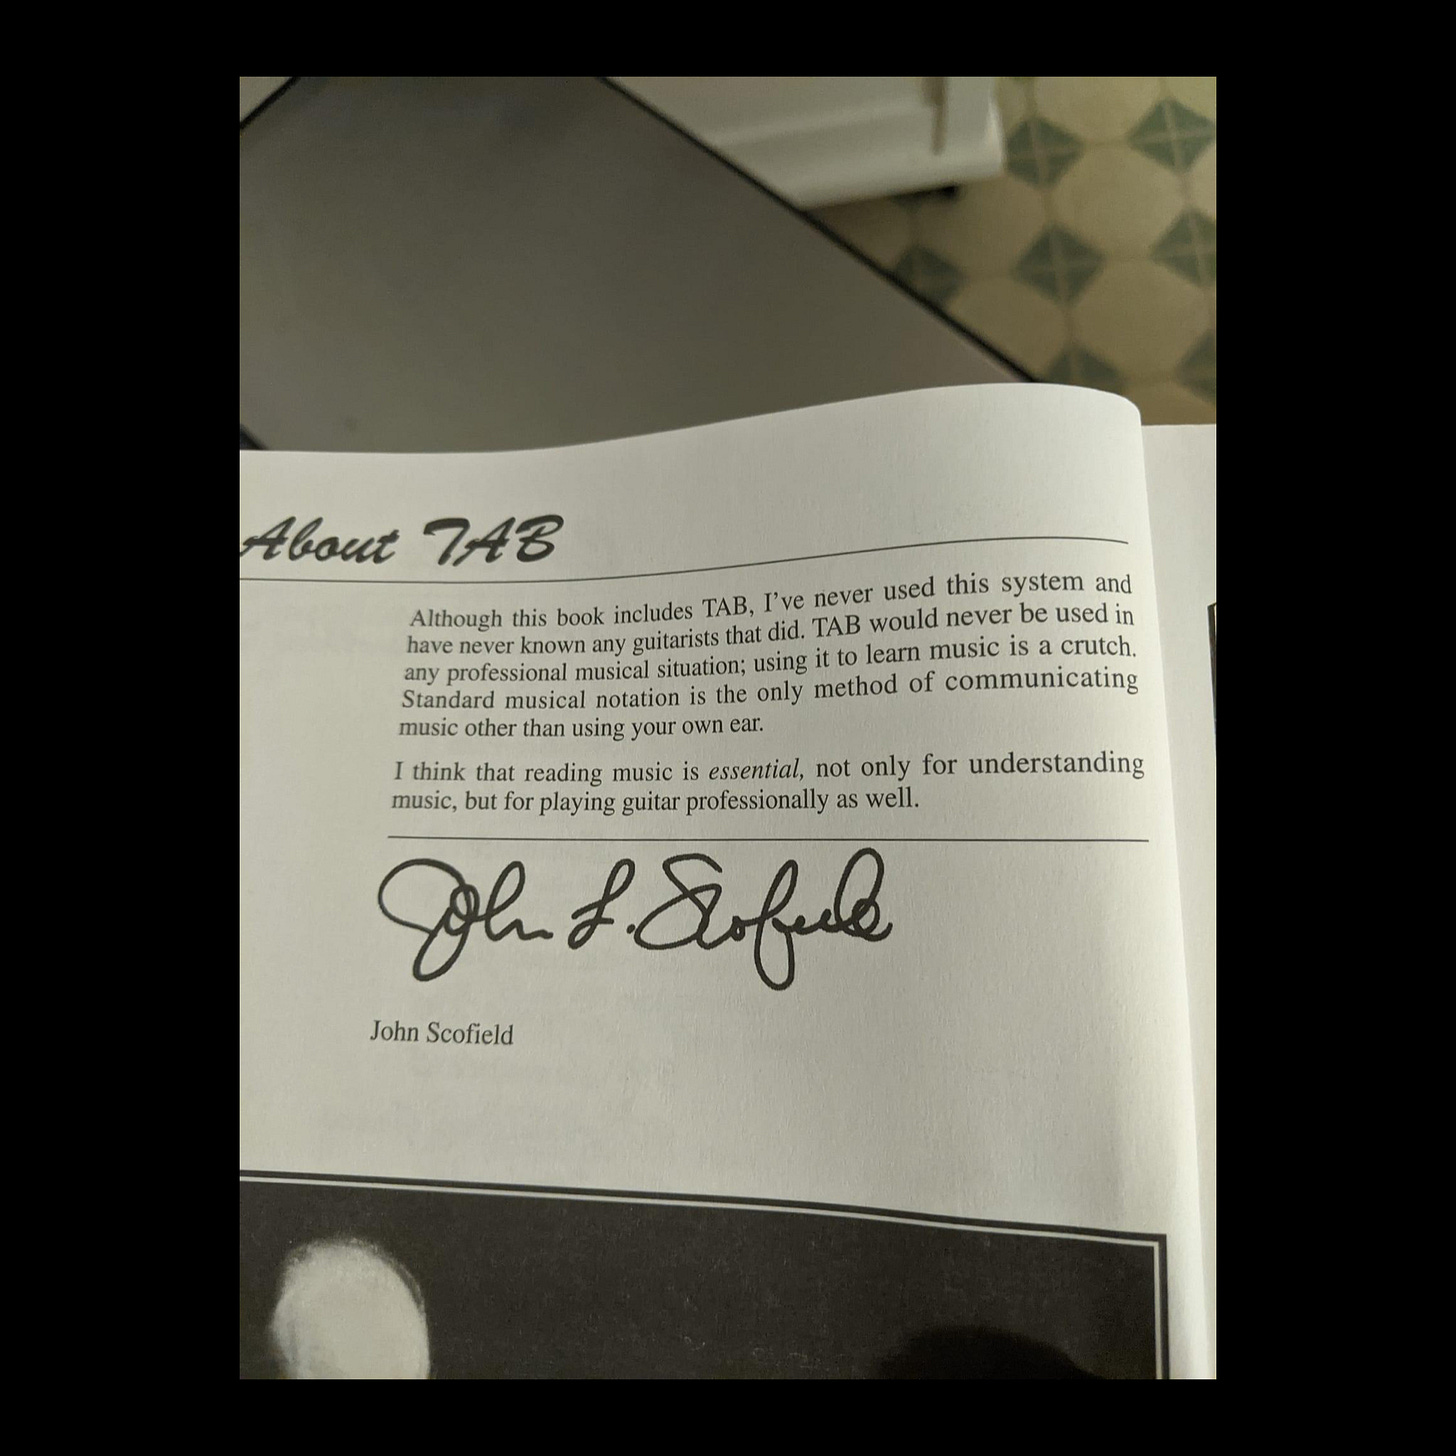 About TAB
Although this book includes TAB, I've never used this system and
have never known any guitarists that did. TAB would never be used in
any professional musical situation; using it to learn music is a crutch.
Standard musical notation is the only method of communicating
music other than using your own ear.
I think that reading music is essential, not only for understanding
music, but for playing guitar professionally as well.
John L. Scofield
John Scofield